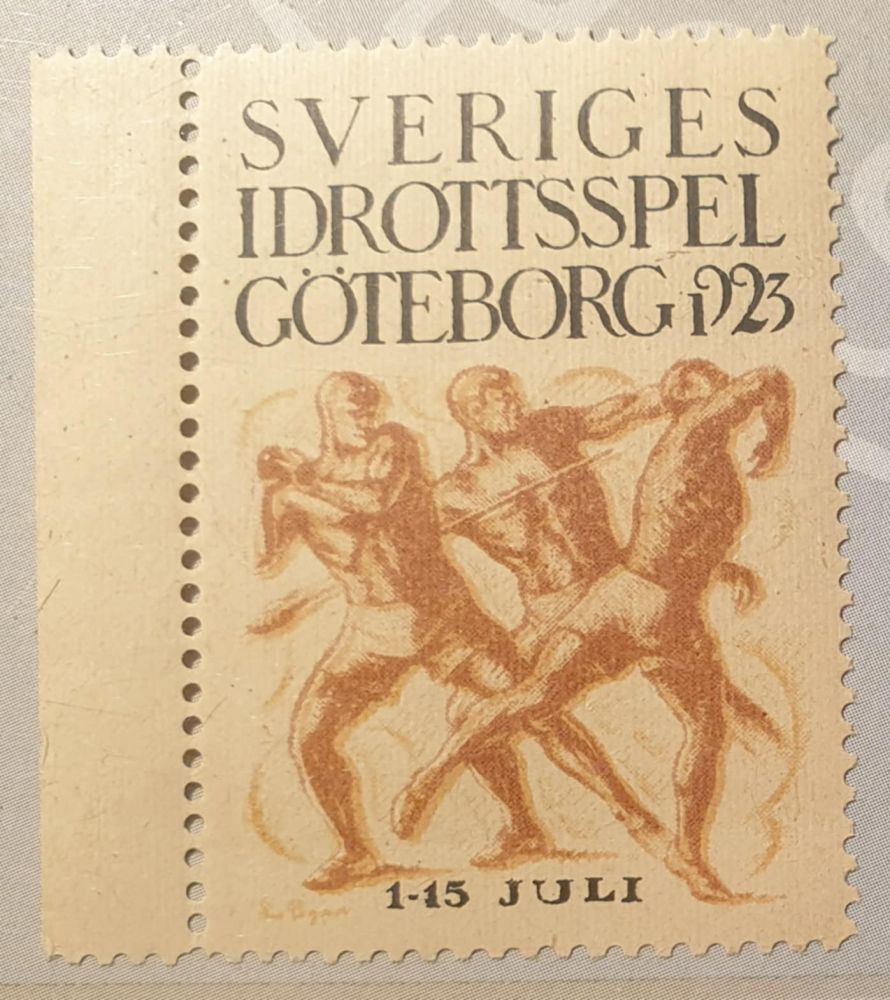 SVERIGES
IDROTTSSPEL
GÖTEBORG 1923
1-15 JULI